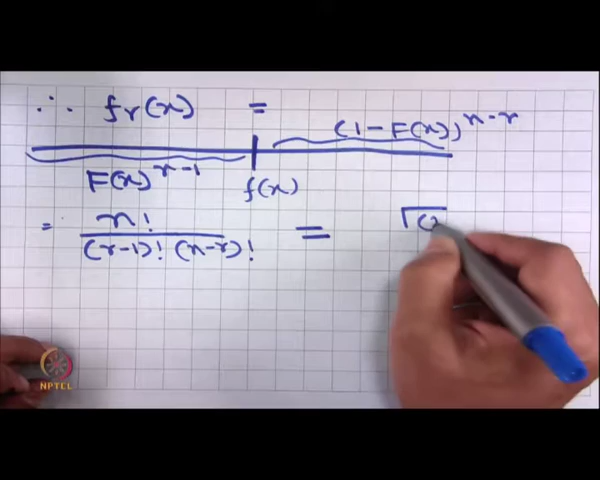 ∴ fr(x) =
(1 - F(x))^{n-r}
F(x)^{r-1} f(x)
= n! / (r-1)! (n-r)! = Γ(
NPTEL